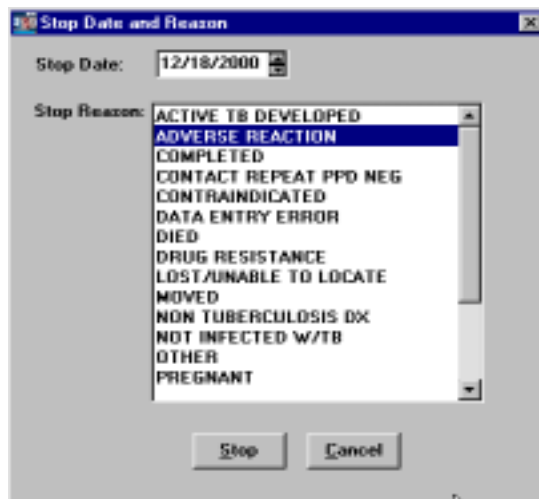 Stop Date and Reason
Stop Date: 12/18/2000
Stop Reason:
ACTIVE TB DEVELOPED
ADVERSE REACTION
COMPLETED
CONTACT REPEAT PPD NEG
CONTRAINDICATED
DATA ENTRY ERROR
DIED
DRUG RESISTANCE
LOST/UNABLE TO LOCATE
MOVED
NON TUBERCULOSIS DX
NOT INFECTED W/TB
OTHER
PREGNANT
Stop Cancel